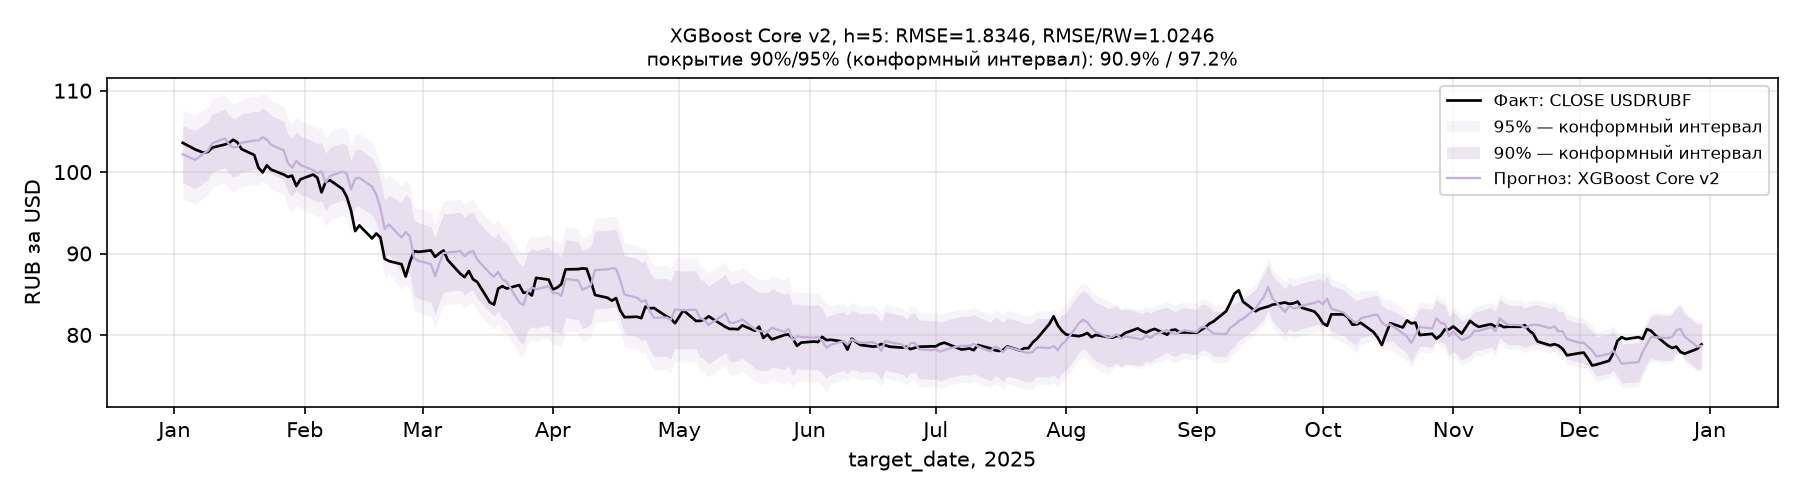 XGBoost Core v2, h=5: RMSE=1.8346, RMSE/RW=1.0246
покрытие 90%/95% (конформный интервал): 90.9% / 97.2%
RUB за USD
110
100
90
80
Факт: CLOSE USDRUBF
95% — конформный интервал
90% — конформный интервал
Прогноз: XGBoost Core v2
Jan Feb Mar Apr May Jun Jul Aug Sep Oct Nov Dec Jan
target_date, 2025